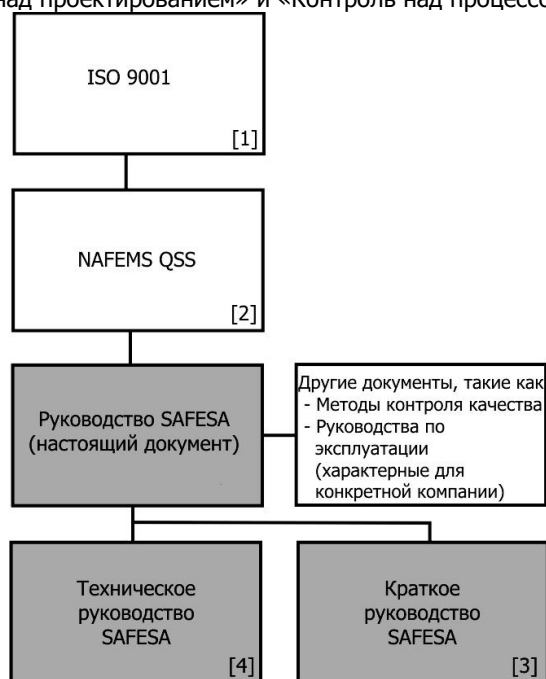 над проектированием» и «Контроль над процессо
ISO 9001
[1]
NAFEMS QSS
[2]
Руководство SAFESA
(настоящий документ)
Другие документы, такие как
- Методы контроля качества
- Руководства по
эксплуатации
(характерные для
конкретной компании)
Техническое
руководство
SAFESA
[4]
Краткое
руководство
SAFESA
[3]